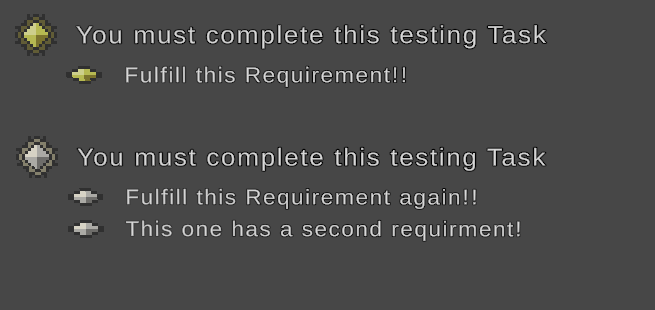 You must complete this testing Task
Fulfill this Requirement!!
You must complete this testing Task
Fulfill this Requirement again!!
This one has a second requirment!